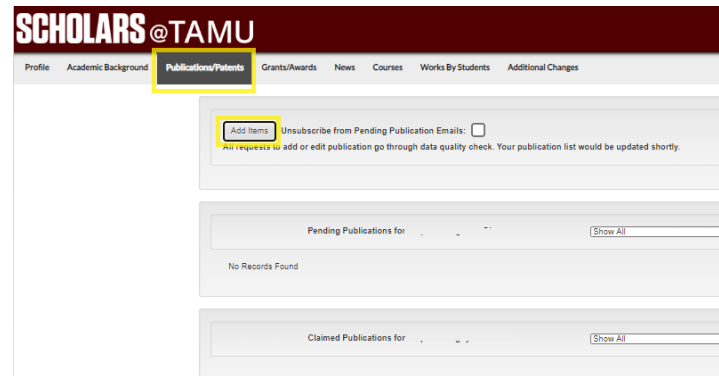 SCHOLARS @TAMU
Profile Academic Background Publications/Patents Grants/Awards News Courses Works By Students Additional Changes
Add Items Unsubscribe from Pending Publication Emails:
All requests to add or edit publication go through data quality check. Your publication list would be updated shortly.
Pending Publications for Show All
No Records Found
Claimed Publications for Show All